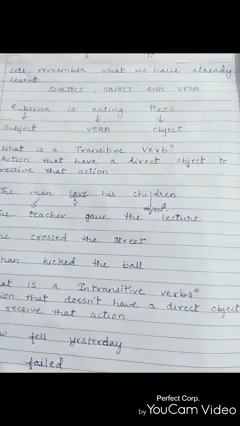 Lets remember what we have already
learnt
SUBJECT, OBJECT AND VERB
Rubeena is eating Pizza
Subject VERB object
What is a Transitive Verb?
Action that have a direct object to
receive that action
The man love his children
teacher gave the lecture
crossed the street
kicked the ball
is a Intransitive verbs?
that doesn't have a direct object
receive that action
fell yesterday
failed
Perfect Corp.
by YouCam Video